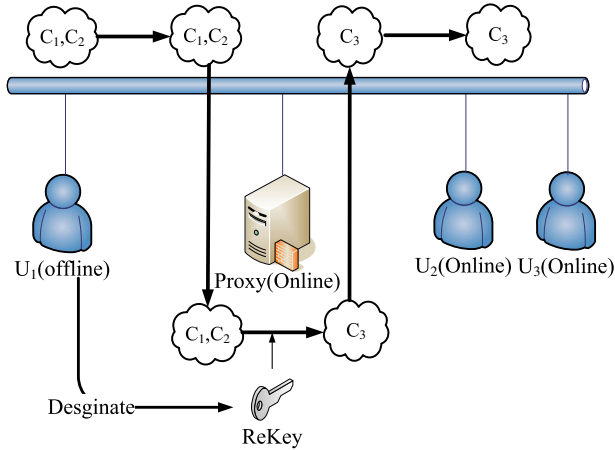 C₁,C₂
C₁,C₂
C₃
C₃
U₁(offline)
Proxy(Online)
U₂(Online)
U₃(Online)
C₁,C₂
C₃
Desginate
ReKey